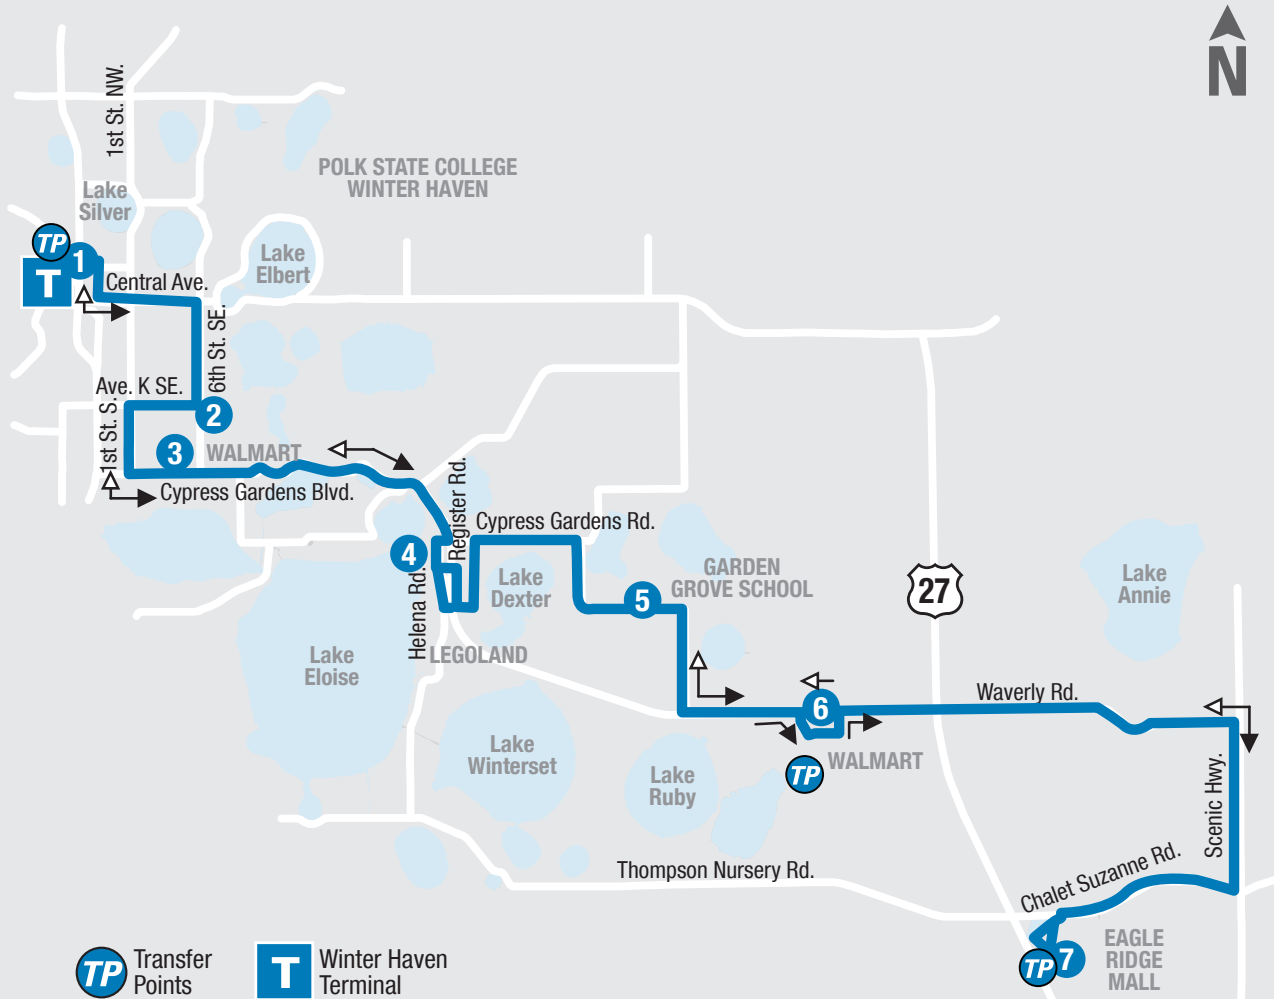 N
1st St. NW.
POLK STATE COLLEGE
WINTER HAVEN
Lake
Silver
TP
1
T
Central Ave.
Lake
Elbert
6th St. SE.
Ave. K SE.
2
1st St. S.
3
WALMART
Cypress Gardens Blvd.
Register Rd.
Cypress Gardens Rd.
4
Helena Rd.
Lake
Dexter
5
GARDEN
GROVE SCHOOL
27
Lake
Annie
LEGOLAND
Lake
Eloise
6
Waverly Rd.
Lake
Winterset
WALMART
TP
Lake
Ruby
Scenic Hwy.
Thompson Nursery Rd.
Chalet Suzanne Rd.
TP
7
EAGLE
RIDGE
MALL
TP
Transfer
Points
T
Winter Haven
Terminal